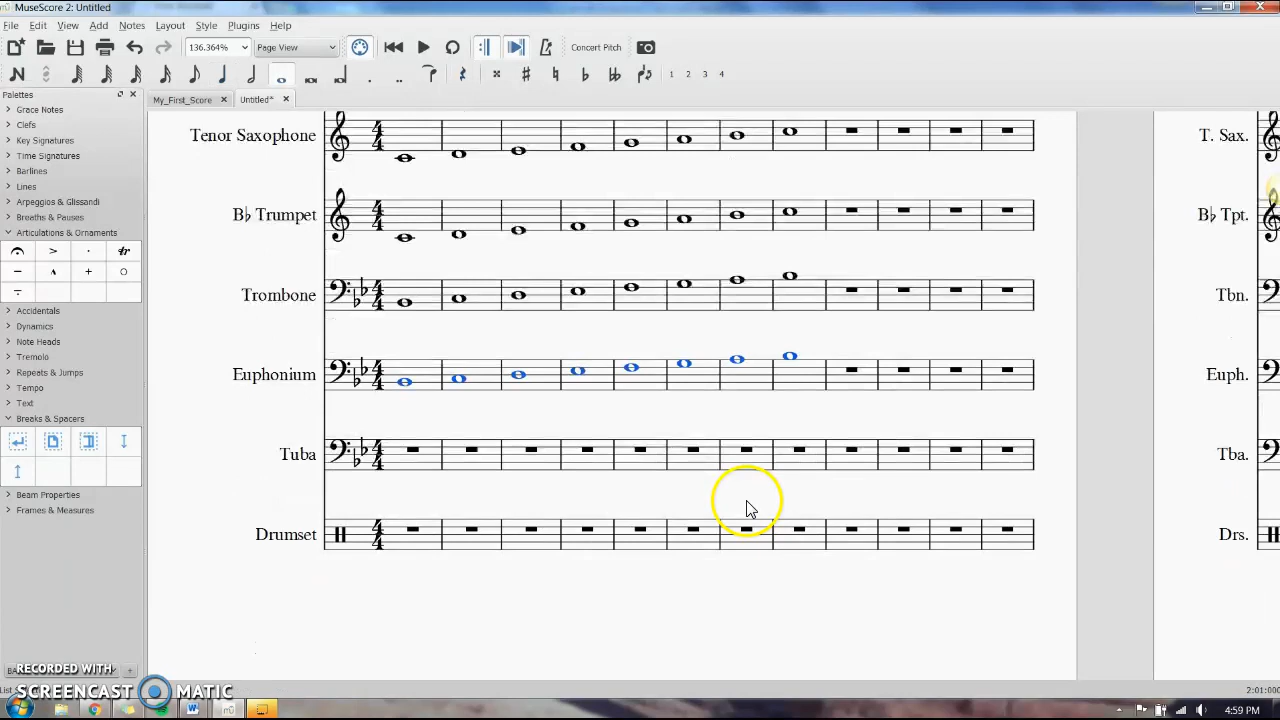 MuseScore 2: Untitled
File Edit View Add Notes Layout Style Plugins Help
136.364% Page View Concert Pitch
1 2 3 4
Palettes
My_First_Score Untitled*
Grace Notes
Clefs
Key Signatures
Time Signatures
Barlines
Lines
Arpeggios & Glissandi
Breaths & Pauses
Articulations & Ornaments
Accidentals
Dynamics
Note Heads
Tremolo
Repeats & Jumps
Tempo
Text
Breaks & Spacers
Beam Properties
Frames & Measures
Tenor Saxophone
B♭ Trumpet
Trombone
Euphonium
Tuba
Drumset
T. Sax.
B♭ Tpt.
Tbn.
Euph.
Tba.
Drs.
RECORDED WITH
SCREENCAST MATIC
2:01:000
4:59 PM